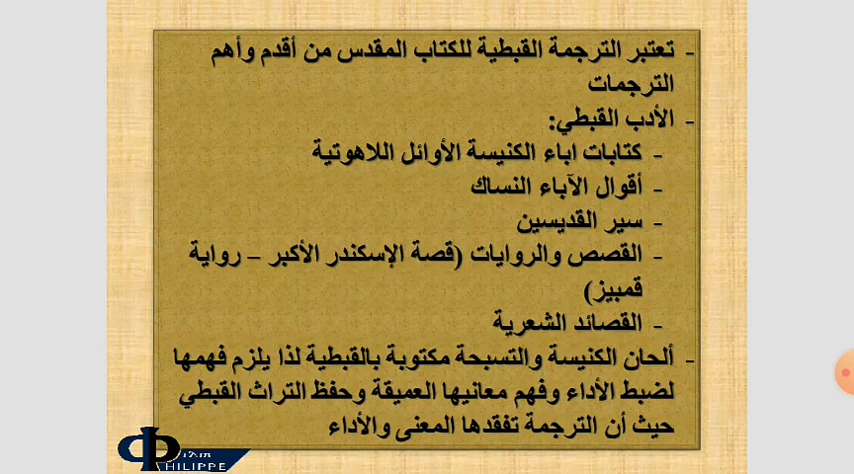 - تعتبر الترجمة القبطية للكتاب المقدس من أقدم وأهم
الترجمات
- الأدب القبطي:
- كتابات اباء الكنيسة الأوائل اللاهوتية
- أقوال الآباء النساك
- سير القديسين
- القصص والروايات (قصة الإسكندر الأكبر – رواية
قمبيز)
- القصائد الشعرية
- ألحان الكنيسة والتسبحة مكتوبة بالقبطية لذا يلزم فهمها
لضبط الأداء وفهم معانيها العميقة وحفظ التراث القبطي
حيث أن الترجمة تفقدها المعنى والأداء
PHILIPPE